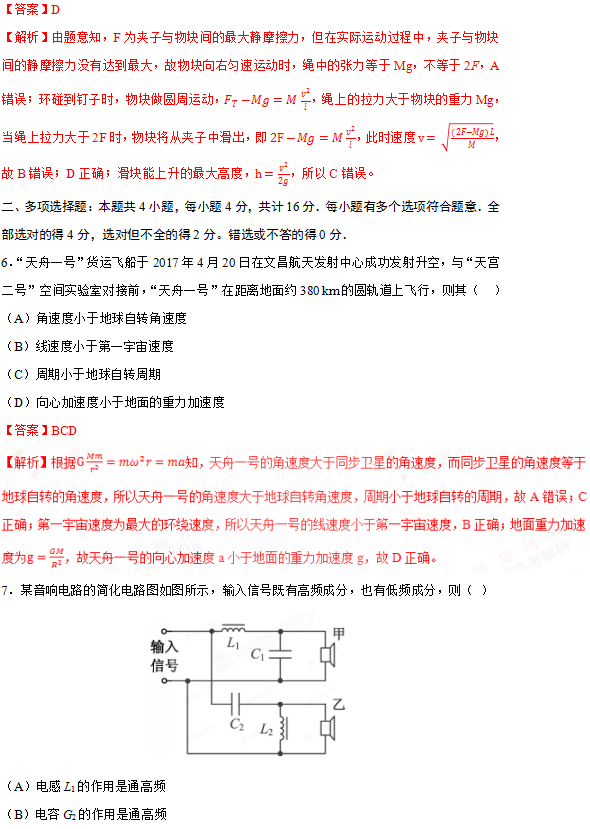 【答案】D
【解析】由题意知，F 为夹子与物块间的最大静摩擦力，但在实际运动过程中，夹子与物块
间的静摩擦力没有达到最大，故物块向右匀速运动时，绳中的张力等于 Mg，不等于 2F，A
错误；环碰到钉子时，物块做圆周运动，$F_T-Mg=M\frac{v^2}{l}$，绳上的拉力大于物块的重力 Mg，
当绳上拉力大于 2F 时，物块将从夹子中滑出，即 $2F-Mg=M\frac{v^2}{l}$，此时速度 $v=\sqrt{\frac{(2F-Mg)L}{M}}$，
故 B 错误；D 正确；滑块能上升的最大高度，$h=\frac{v^2}{2g}$，所以 C 错误。
二、多项选择题：本题共 4 小题，每小题 4 分，共计 16 分．每小题有多个选项符合题意．全
部选对的得 4 分，选对但不全的得 2 分。错选或不答的得 0 分．
6．“天舟一号”货运飞船于 2017 年 4 月 20 日在文昌航天发射中心成功发射升空，与“天宫
二号”空间实验室对接前，“天舟一号”在距离地面约 380 km的圆轨道上飞行，则其（ ）
（A）角速度小于地球自转角速度
（B）线速度小于第一宇宙速度
（C）周期小于地球自转周期
（D）向心加速度小于地面的重力加速度
【答案】BCD
【解析】根据$G\frac{Mm}{r^2}=m\omega^2r=ma$知，天舟一号的角速度大于同步卫星的角速度，而同步卫星的角速度等于
地球自转的角速度，所以天舟一号的角速度大于地球自转角速度，周期小于地球自转的周期，故 A 错误；C
正确；第一宇宙速度为最大的环绕速度，所以天舟一号的线速度小于第一宇宙速度，B 正确；地面重力加速
度为$g=\frac{GM}{R^2}$，故天舟一号的向心加速度 a 小于地面的重力加速度 g，故 D 正确。
7．某音响电路的简化电路图如图所示，输入信号既有高频成分，也有低频成分，则（ ）
甲
输入
信号
L1
C1
乙
C2
L2
（A）电感 L1 的作用是通高频
（B）电容 C2 的作用是通高频